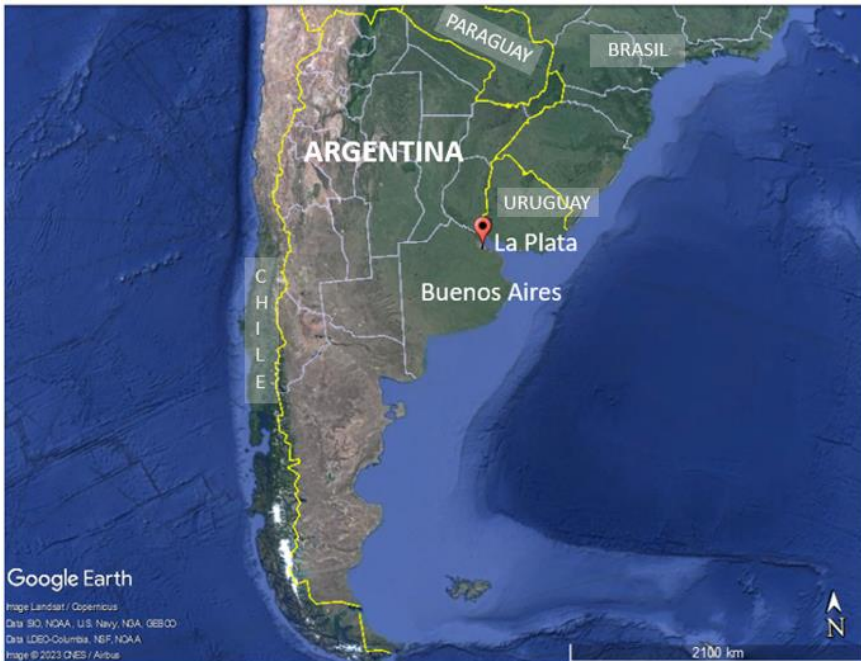 PARAGUAY
BRASIL
ARGENTINA
URUGUAY
La Plata
Buenos Aires
CHILE
Google Earth
Image Landsat / Copernicus
Data SIO, NOAA, U.S. Navy, NGA, GEBCO
Data LDEO-Columbia, NSF, NOAA
Image © 2023 CNES / Airbus
N
2100 km